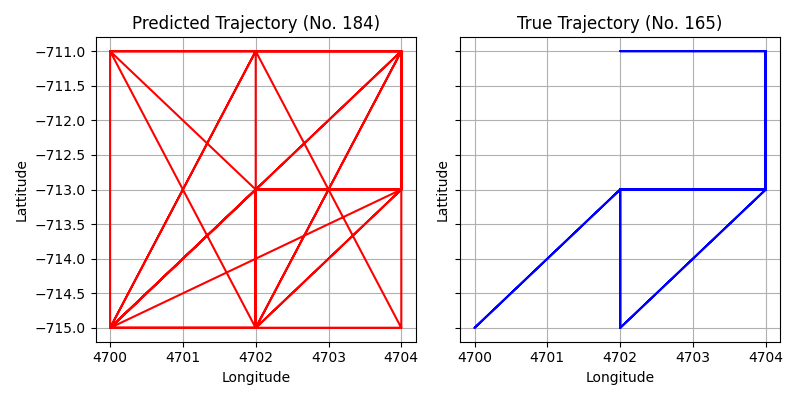 Predicted Trajectory (No. 184)
True Trajectory (No. 165)
Lattitude
−711.0
−711.5
−712.0
−712.5
−713.0
−713.5
−714.0
−714.5
−715.0
4700 4701 4702 4703 4704
Longitude
Lattitude
4700 4701 4702 4703 4704
Longitude